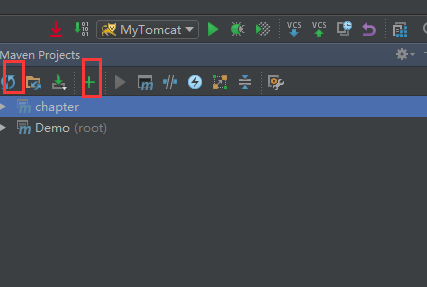 MyTomcat
VCS VCS
Maven Projects
chapter
Demo (root)